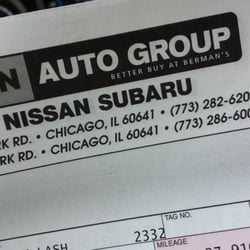 N AUTO GROUP
BETTER BUY AT BERMAN'S
NISSAN SUBARU
RK RD. • CHICAGO, IL 60641 • (773) 282-620
RK RD. • CHICAGO, IL 60641 • (773) 286-600
TAG NO.
LASH 2332
MILEAGE